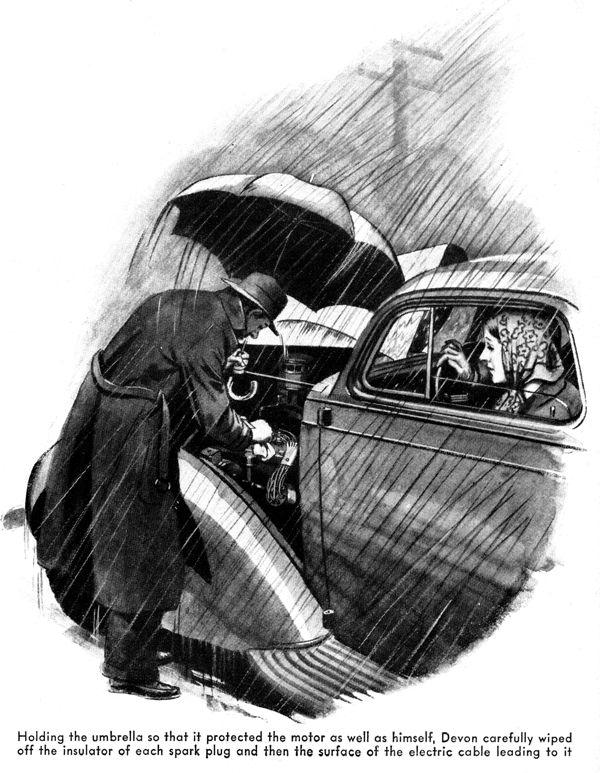 Holding the umbrella so that it protected the motor as well as himself, Devon carefully wiped
off the insulator of each spark plug and then the surface of the electric cable leading to it